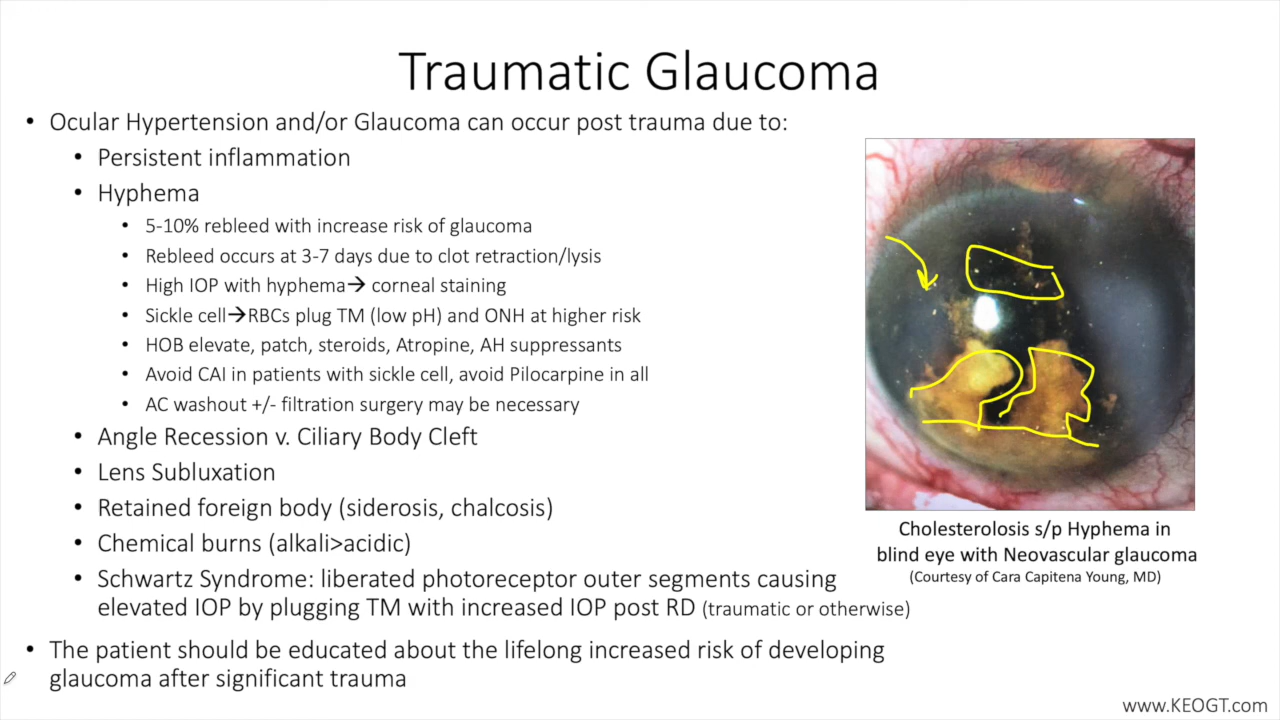 Traumatic Glaucoma
• Ocular Hypertension and/or Glaucoma can occur post trauma due to:
• Persistent inflammation
• Hyphema
• 5-10% rebleed with increase risk of glaucoma
• Rebleed occurs at 3-7 days due to clot retraction/lysis
• High IOP with hyphema→ corneal staining
• Sickle cell→RBCs plug TM (low pH) and ONH at higher risk
• HOB elevate, patch, steroids, Atropine, AH suppressants
• Avoid CAI in patients with sickle cell, avoid Pilocarpine in all
• AC washout +/- filtration surgery may be necessary
• Angle Recession v. Ciliary Body Cleft
• Lens Subluxation
• Retained foreign body (siderosis, chalcosis)
• Chemical burns (alkali>acidic)
• Schwartz Syndrome: liberated photoreceptor outer segments causing
elevated IOP by plugging TM with increased IOP post RD (traumatic or otherwise)
• The patient should be educated about the lifelong increased risk of developing
glaucoma after significant trauma
Cholesterolosis s/p Hyphema in
blind eye with Neovascular glaucoma
(Courtesy of Cara Capitena Young, MD)
www.KEOGT.com